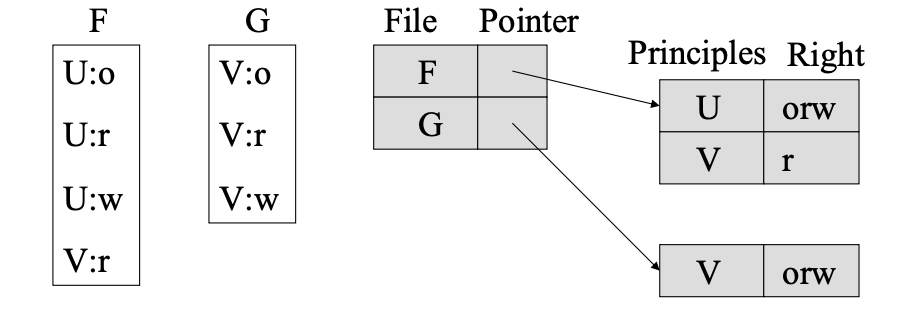 F
U:o
U:r
U:w
V:r
G
V:o
V:r
V:w
File Pointer
F
G
Principles Right
U orw
V r
V orw